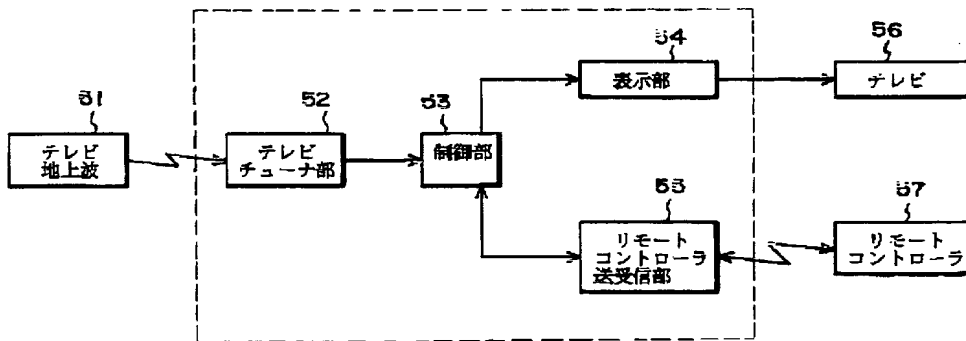 51
テレビ
地上波
52
テレビ
チューナ部
53
制御部
54
表示部
56
テレビ
55
リモート
コントローラ
送受信部
57
リモート
コントローラ